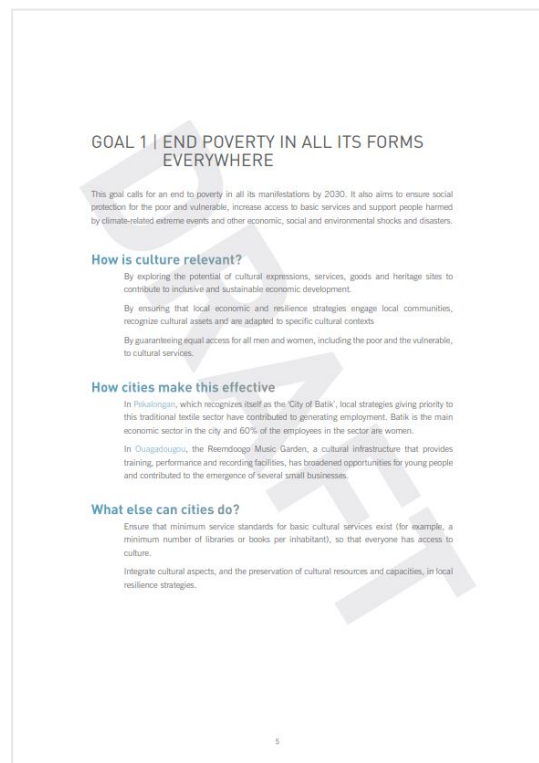 GOAL 1 | END POVERTY IN ALL ITS FORMS
EVERYWHERE
This goal calls for an end to poverty in all its manifestations by 2030. It also aims to ensure social
protection for the poor and vulnerable, increase access to basic services and support people harmed
by climate-related extreme events and other economic, social and environmental shocks and disasters.
How is culture relevant?
By exploring the potential of cultural expressions, services, goods and heritage sites to
contribute to inclusive and sustainable economic development.
By ensuring that local economic and resilience strategies engage local communities,
recognize cultural assets and are adapted to specific cultural contexts
By guaranteeing equal access for all men and women, including the poor and the vulnerable,
to cultural services.
How cities make this effective
In Pekalongan, which recognizes itself as the ‘City of Batik’, local strategies giving priority to
this traditional textile sector have contributed to generating employment. Batik is the main
economic sector in the city and 60% of the employees in the sector are women.
In Ouagadougou, the Reemdoogo Music Garden, a cultural infrastructure that provides
training, performance and recording facilities, has broadened opportunities for young people
and contributed to the emergence of several small businesses.
What else can cities do?
Ensure that minimum service standards for basic cultural services exist (for example, a
minimum number of libraries or books per inhabitant), so that everyone has access to
culture.
Integrate cultural aspects, and the preservation of cultural resources and capacities, in local
resilience strategies.
DRAFT
5